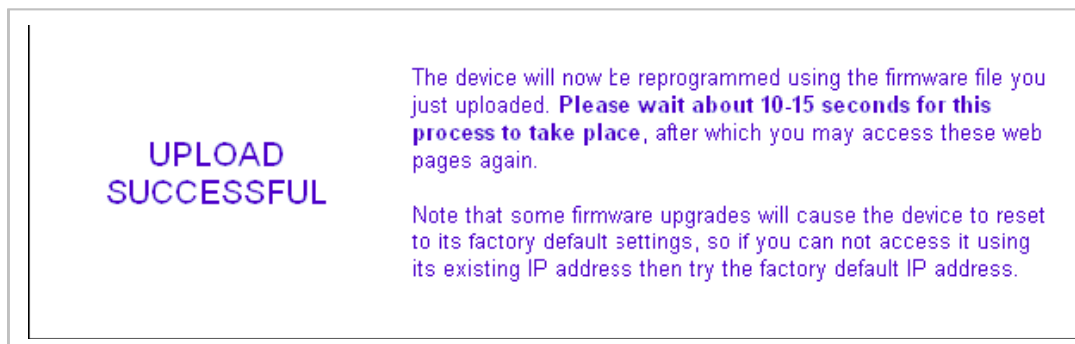 UPLOAD
SUCCESSFUL
The device will now be reprogrammed using the firmware file you
just uploaded. Please wait about 10-15 seconds for this
process to take place, after which you may access these web
pages again.
Note that some firmware upgrades will cause the device to reset
to its factory default settings, so if you can not access it using
its existing IP address then try the factory default IP address.